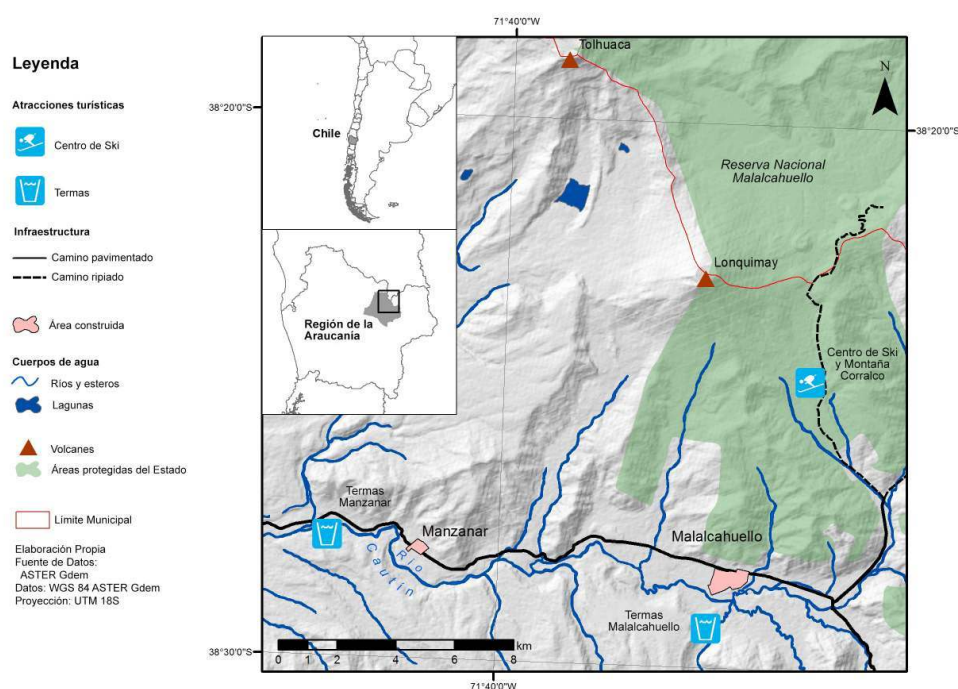 Leyenda
Atracciones turísticas
Centro de Ski
Termas
Infraestructura
Camino pavimentado
Camino ripiado
Área construida
Cuerpos de agua
Ríos y esteros
Lagunas
Volcanes
Áreas protegidas del Estado
Límite Municipal
Elaboración Propia
Fuente de Datos:
ASTER Gdem
Datos: WGS 84 ASTER Gdem
Proyección: UTM 18S
71°40'0"W
38°20'0"S
38°20'0"S
Chile
Región de la
Araucanía
Tolhuaca
N
Reserva Nacional
Malalcahuello
Lonquimay
Centro de Ski
y Montaña
Corralco
Termas
Manzanar
Manzanar
Río
Cautín
Malalcahuello
Termas
Malalcahuello
km
0 1 2 4 6 8
38°30'0"S
38°30'0"S
71°40'0"W